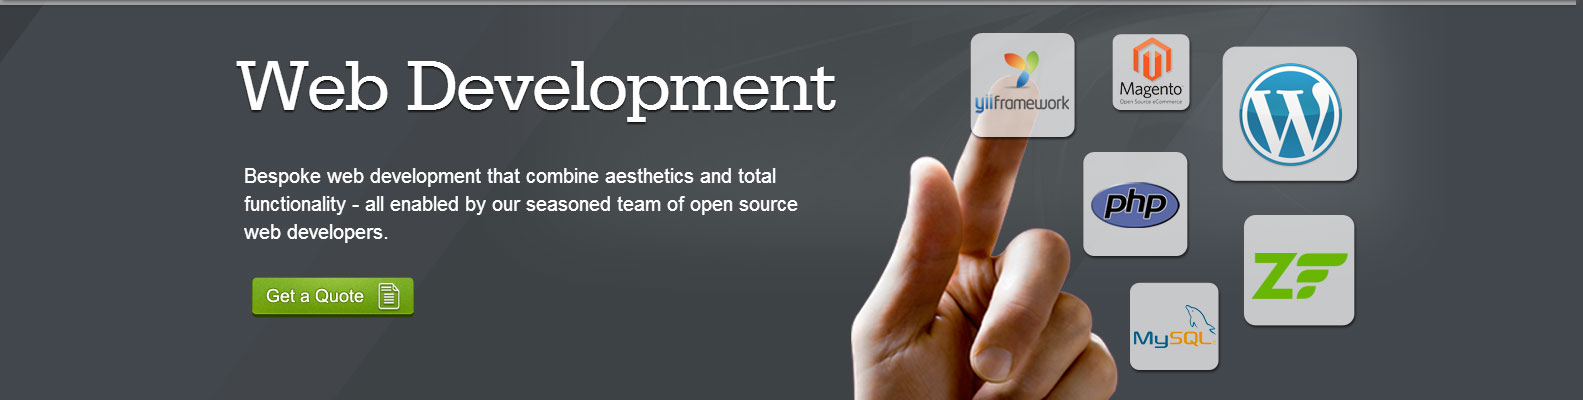 Web Development
Bespoke web development that combine aesthetics and total
functionality - all enabled by our seasoned team of open source
web developers.
Get a Quote
yiiframework
Magento
Open Source eCommerce
W
php
ZF
MySQL